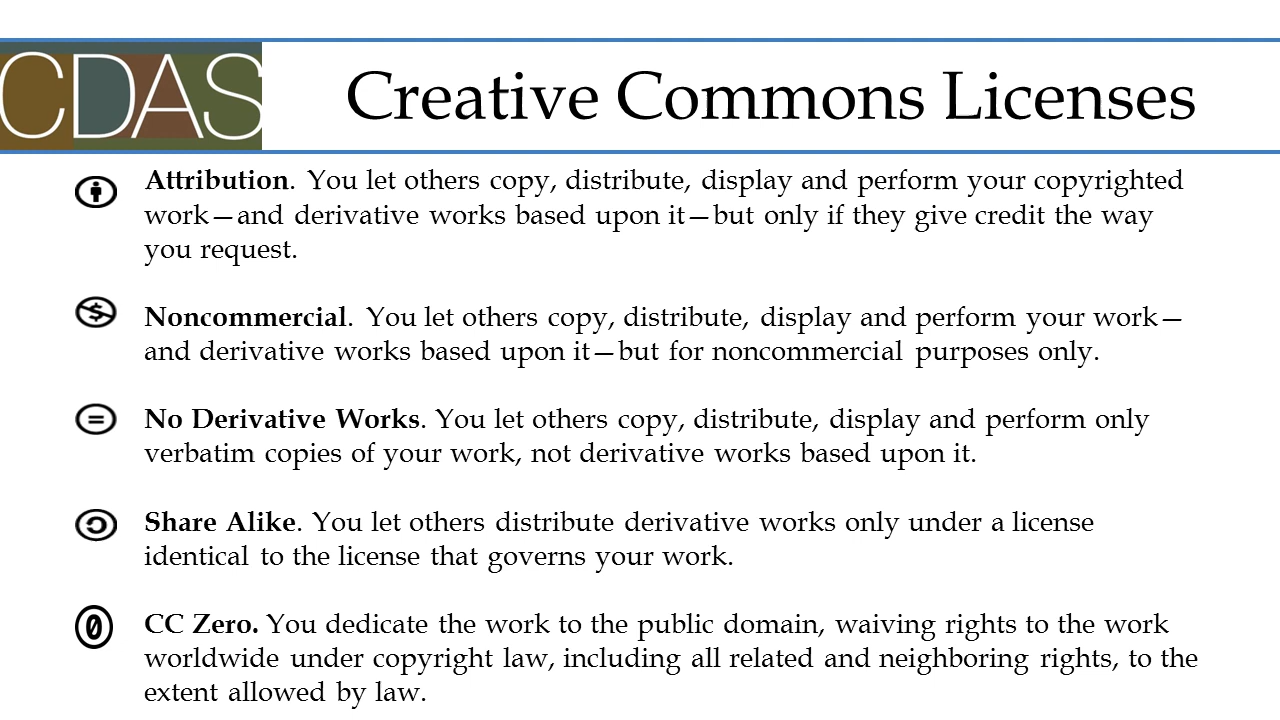 CDAS
Creative Commons Licenses
Attribution. You let others copy, distribute, display and perform your copyrighted
work—and derivative works based upon it—but only if they give credit the way
you request.
Noncommercial. You let others copy, distribute, display and perform your work—
and derivative works based upon it—but for noncommercial purposes only.
No Derivative Works. You let others copy, distribute, display and perform only
verbatim copies of your work, not derivative works based upon it.
Share Alike. You let others distribute derivative works only under a license
identical to the license that governs your work.
CC Zero. You dedicate the work to the public domain, waiving rights to the work
worldwide under copyright law, including all related and neighboring rights, to the
extent allowed by law.